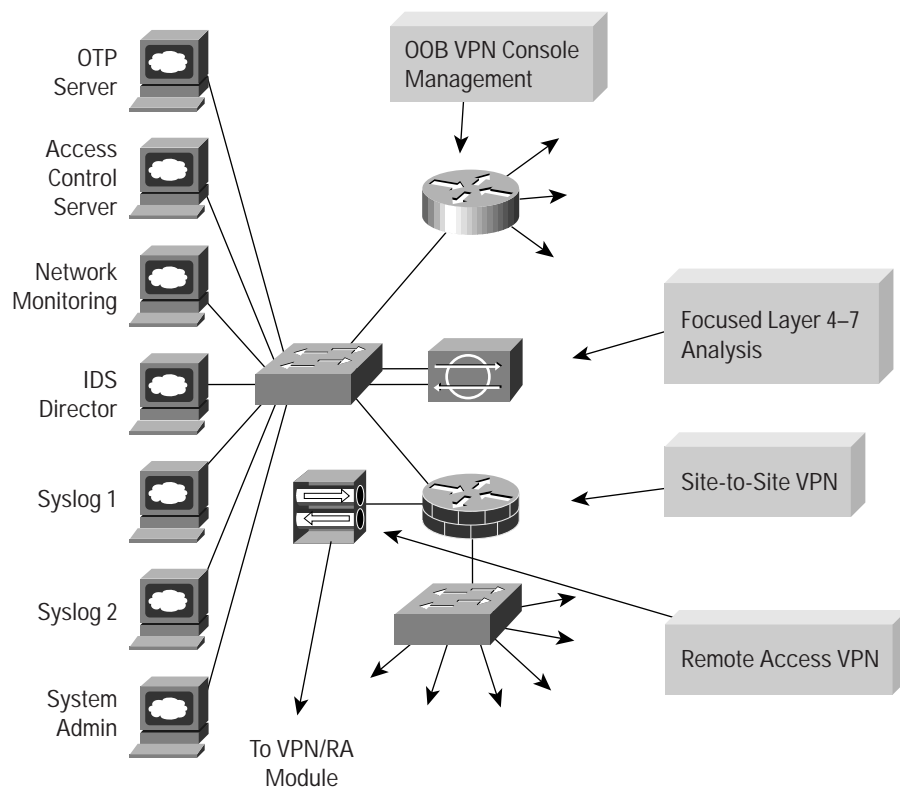 OTP
Server
Access
Control
Server
Network
Monitoring
IDS
Director
Syslog 1
Syslog 2
System
Admin
OOB VPN Console
Management
Focused Layer 4–7
Analysis
Site-to-Site VPN
Remote Access VPN
To VPN/RA
Module